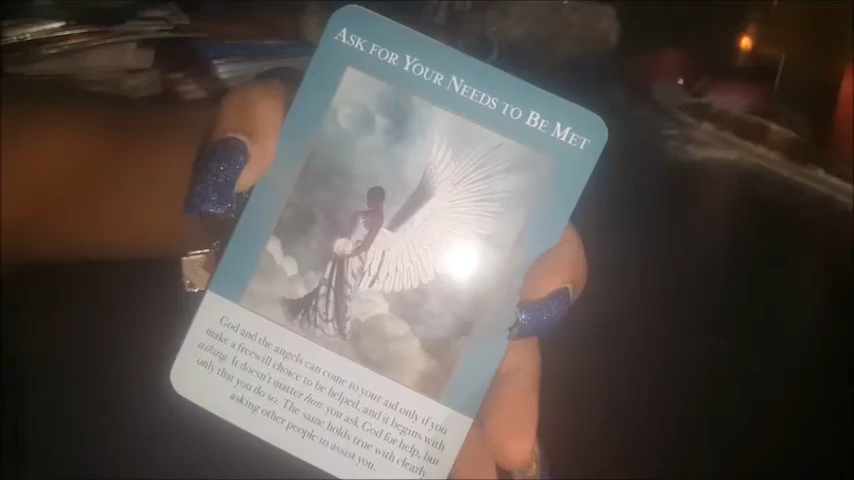 ASK FOR YOUR NEEDS TO BE MET
God and the angels can come to your aid only if you
make a freewill choice to be helped, and it begins with
asking. It doesn't matter how you ask God for help, but
only that you do so. The same holds true with clearly
asking other people to assist you.